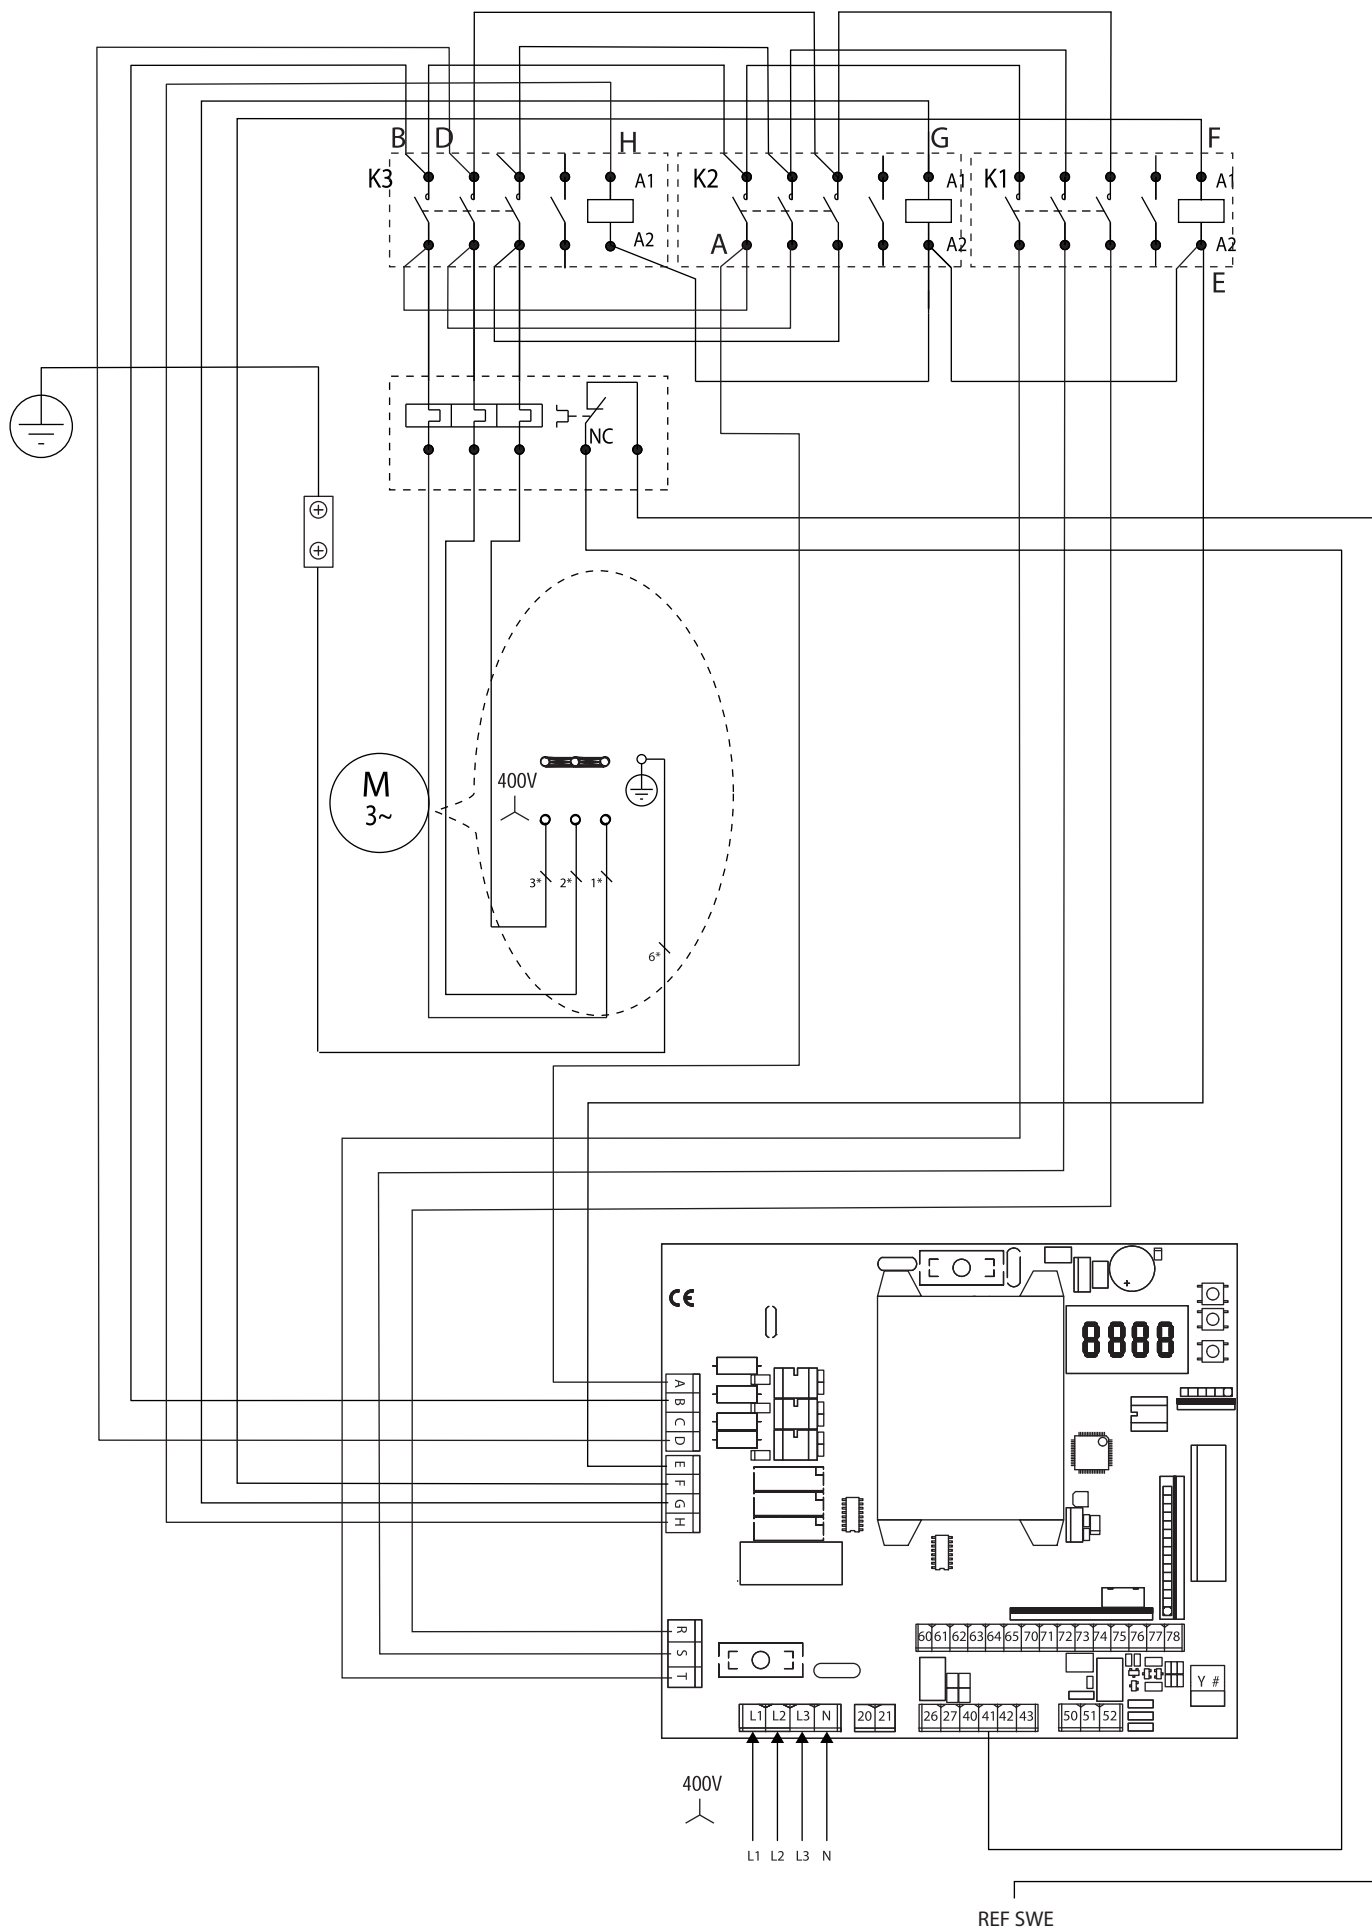 B D H G F
K3 A1 K2 A1 K1 A1
A2 A A2 A2
E
NC
M
3~
400V
3* 2* 1*
6*
CE
8888
A
B
C
D
E
F
G
H
R
S
T
60 61 62 63 64 65 70 71 72 73 74 75 76 77 78
Y #
L1 L2 L3 N 20 21 26 27 40 41 42 43 50 51 52
400V
L1 L2 L3 N
REF SWE